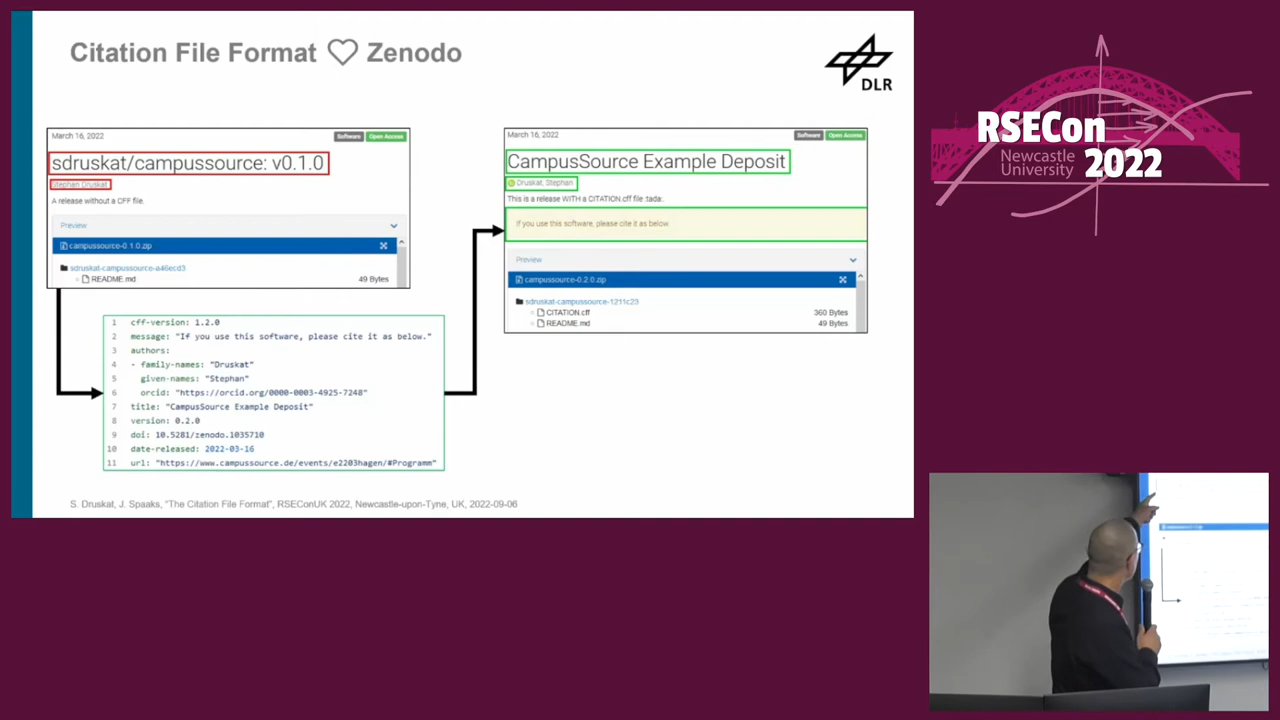 Citation File Format ♡ Zenodo
DLR
March 16, 2022
Software
Open Access
sdruskat/campussource: v0.1.0
Stephan Druskat
A release without a CFF file.
Preview
campussource-0.1.0.zip
sdruskat-campussource-a46ecd3
README.md
49 Bytes
March 16, 2022
Software
Open Access
CampusSource Example Deposit
Druskat, Stephan
This is a release WITH a CITATION.cff file :tada:
If you use this software, please cite it as below.
Preview
campussource-0.2.0.zip
sdruskat-campussource-1211c23
CITATION.cff
360 Bytes
README.md
49 Bytes
1 cff-version: 1.2.0
2 message: "If you use this software, please cite it as below."
3 authors:
4 - family-names: "Druskat"
5 given-names: "Stephan"
6 orcid: "https://orcid.org/0000-0003-4925-7248"
7 title: "CampusSource Example Deposit"
8 version: 0.2.0
9 doi: 10.5281/zenodo.1035710
10 date-released: 2022-03-16
11 url: "https://www.campussource.de/events/e2203hagen/#Programm"
S. Druskat, J. Spaaks, "The Citation File Format", RSEConUK 2022, Newcastle-upon-Tyne, UK, 2022-09-06
RSECon
Newcastle
University
2022